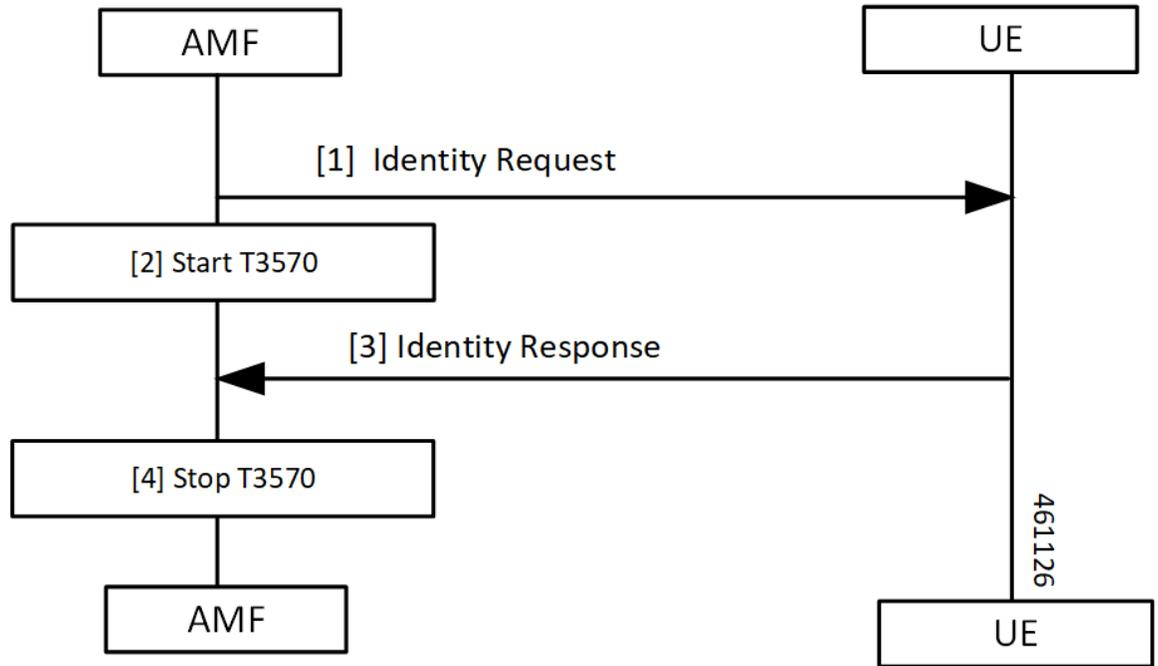 AMF
UE
[1] Identity Request
[2] Start T3570
[3] Identity Response
[4] Stop T3570
461126
AMF
UE